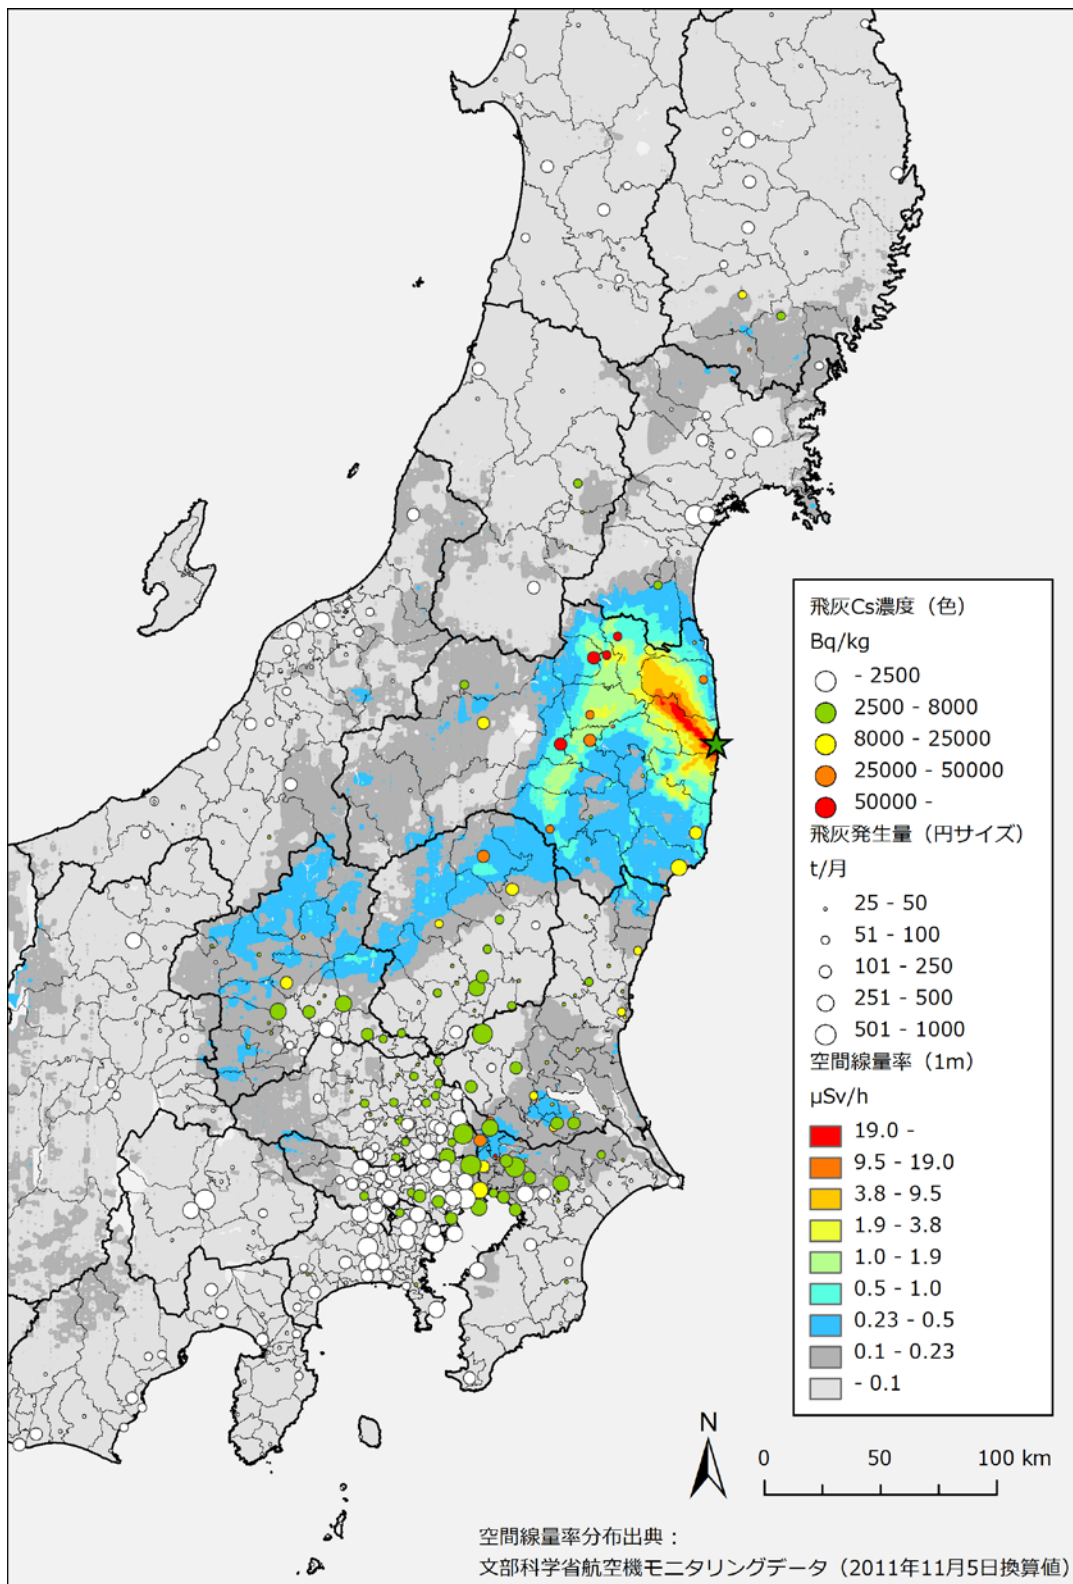 飛灰Cs濃度（色）
Bq/kg
- 2500
2500 - 8000
8000 - 25000
25000 - 50000
50000 -
飛灰発生量（円サイズ）
t/月
25 - 50
51 - 100
101 - 250
251 - 500
501 - 1000
空間線量率（1m）
μSv/h
19.0 -
9.5 - 19.0
3.8 - 9.5
1.9 - 3.8
1.0 - 1.9
0.5 - 1.0
0.23 - 0.5
0.1 - 0.23
- 0.1
N
0 50 100 km
空間線量率分布出典：
文部科学省航空機モニタリングデータ（2011年11月5日換算値）